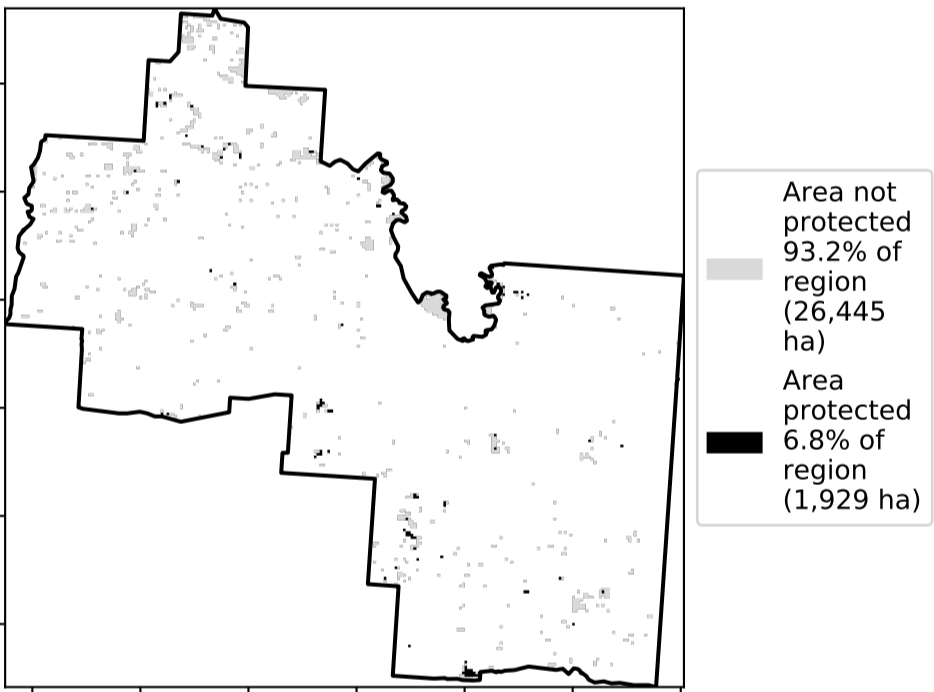 Area not
protected
93.2% of
region
(26,445
ha)
Area
protected
6.8% of
region
(1,929 ha)